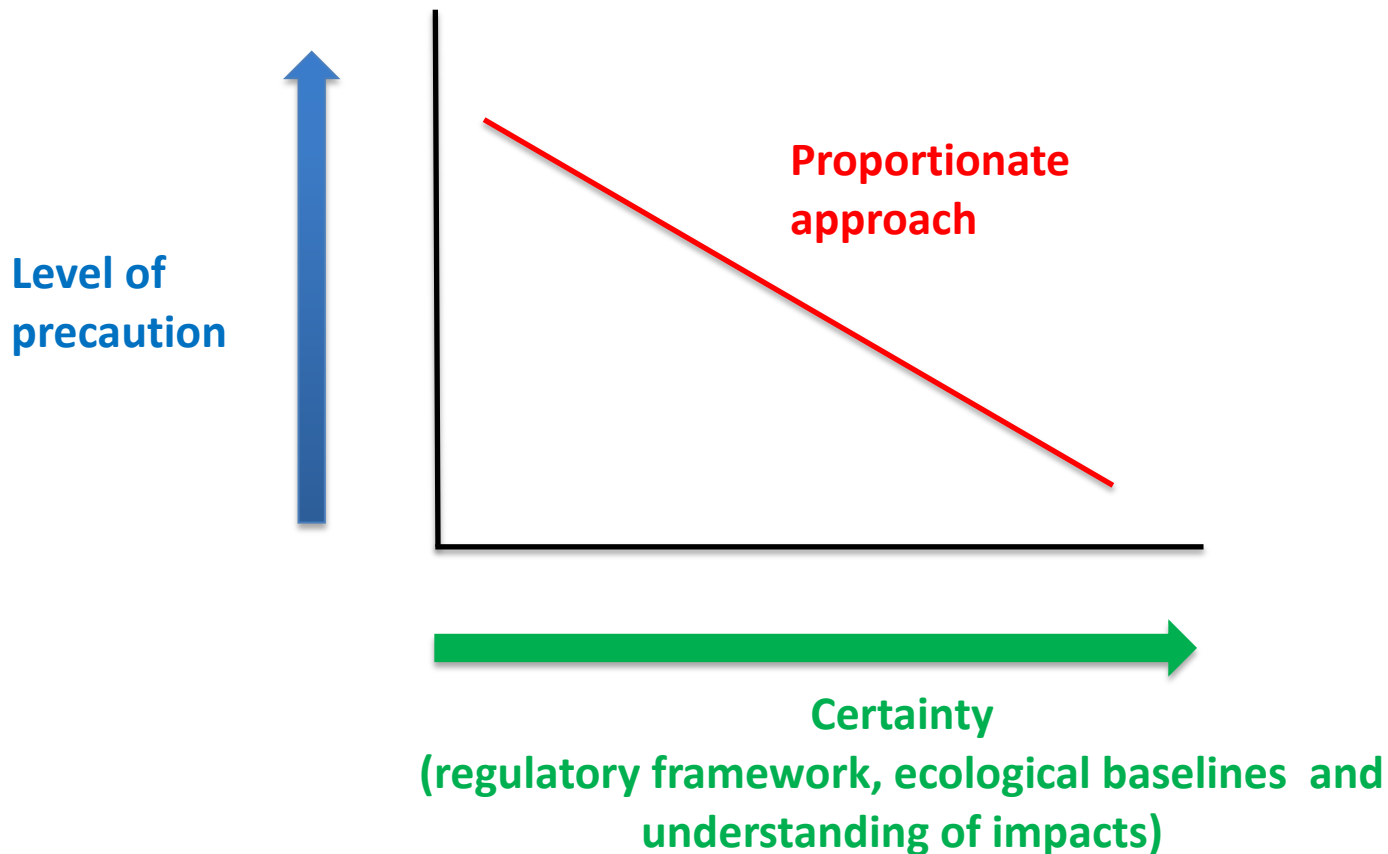 Proportionate
approach
Level of
precaution
Certainty
(regulatory framework, ecological baselines  and
understanding of impacts)